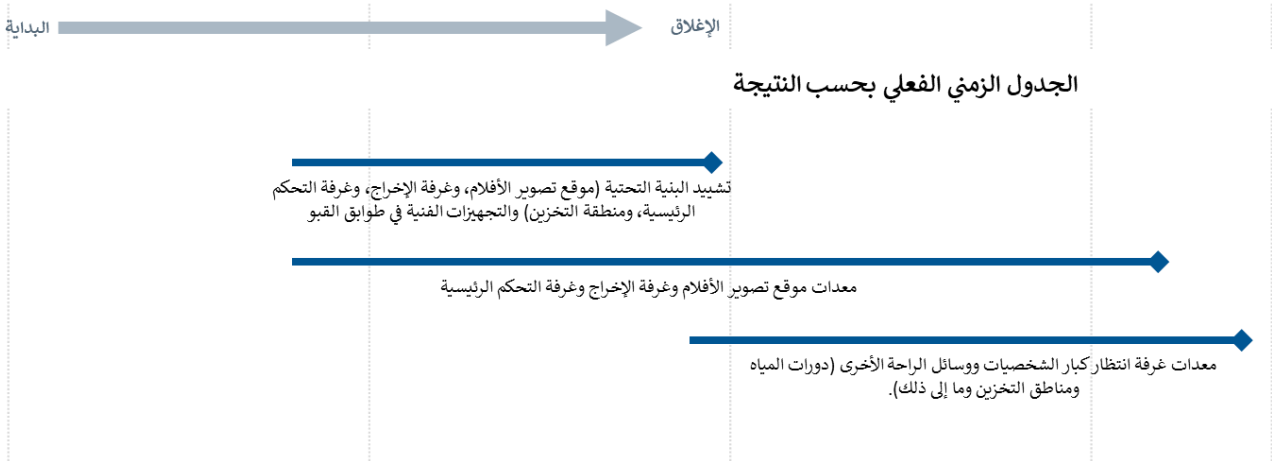 البداية
الإغلاق
الجدول الزمني الفعلي بحسب النتيجة
تشييد البنية التحتية (موقع تصوير الأفلام، وغرفة الإخراج، وغرفة التحكم
الرئيسية، ومنطقة التخزين) والتجهيزات الفنية في طوابق القبو
معدات موقع تصوير الأفلام وغرفة الإخراج وغرفة التحكم الرئيسية
معدات غرفة انتظار كبار الشخصيات ووسائل الراحة الأخرى (دورات المياه
ومناطق التخزين وما إلى ذلك).